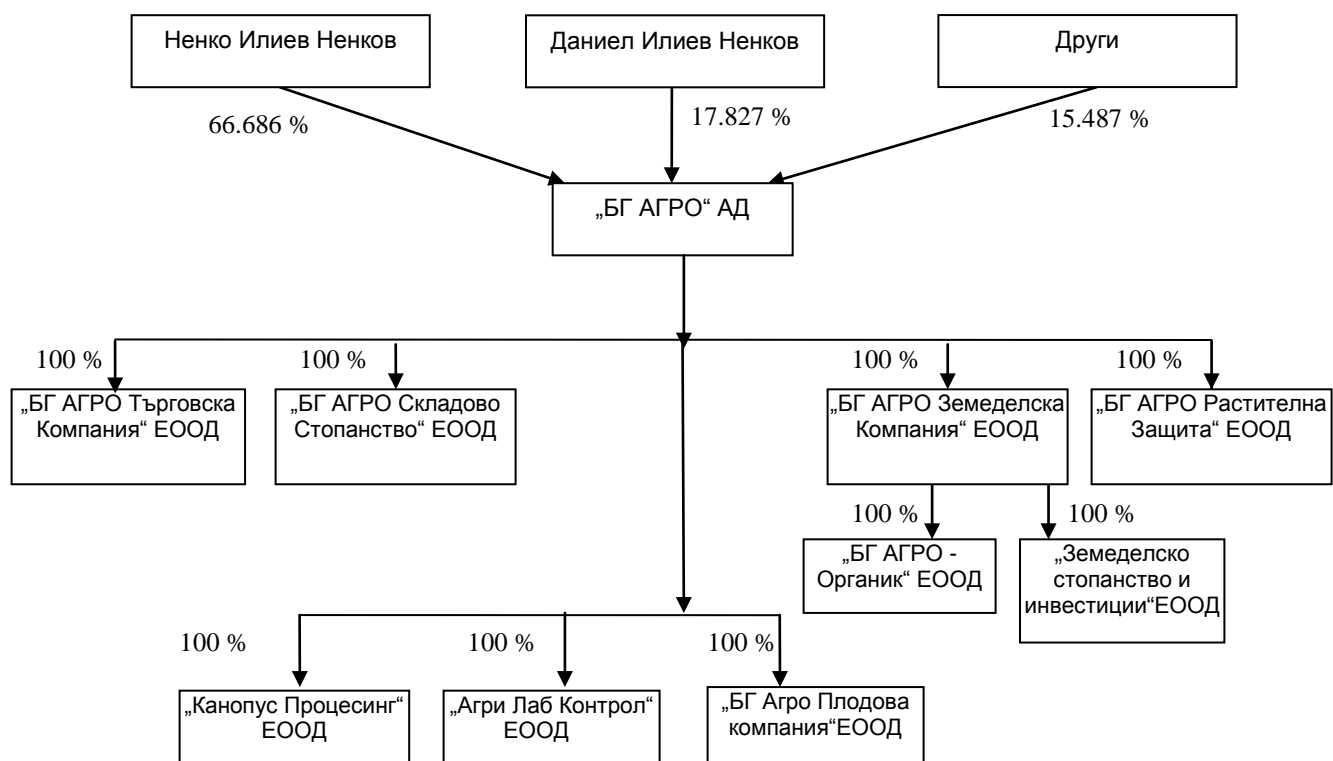 Ненко Илиев Ненков
Даниел Илиев Ненков
Други
66.686 %
17.827 %
15.487 %
„БГ АГРО“ АД
100 %
100 %
100 %
100 %
„БГ АГРО Търговска
Компания“ ЕООД
„БГ АГРО Складово
Стопанство“ ЕООД
„БГ АГРО Земеделска
Компания“ ЕООД
„БГ АГРО Растителна
Защита“ ЕООД
100 %
100 %
„БГ АГРО -
Органик“ ЕООД
„Земеделско
стопанство и
инвестиции“ЕООД
100 %
100 %
100 %
„Канопус Процесинг“
ЕООД
„Агри Лаб Контрол“
ЕООД
„БГ Агро Плодова
компания“ЕООД